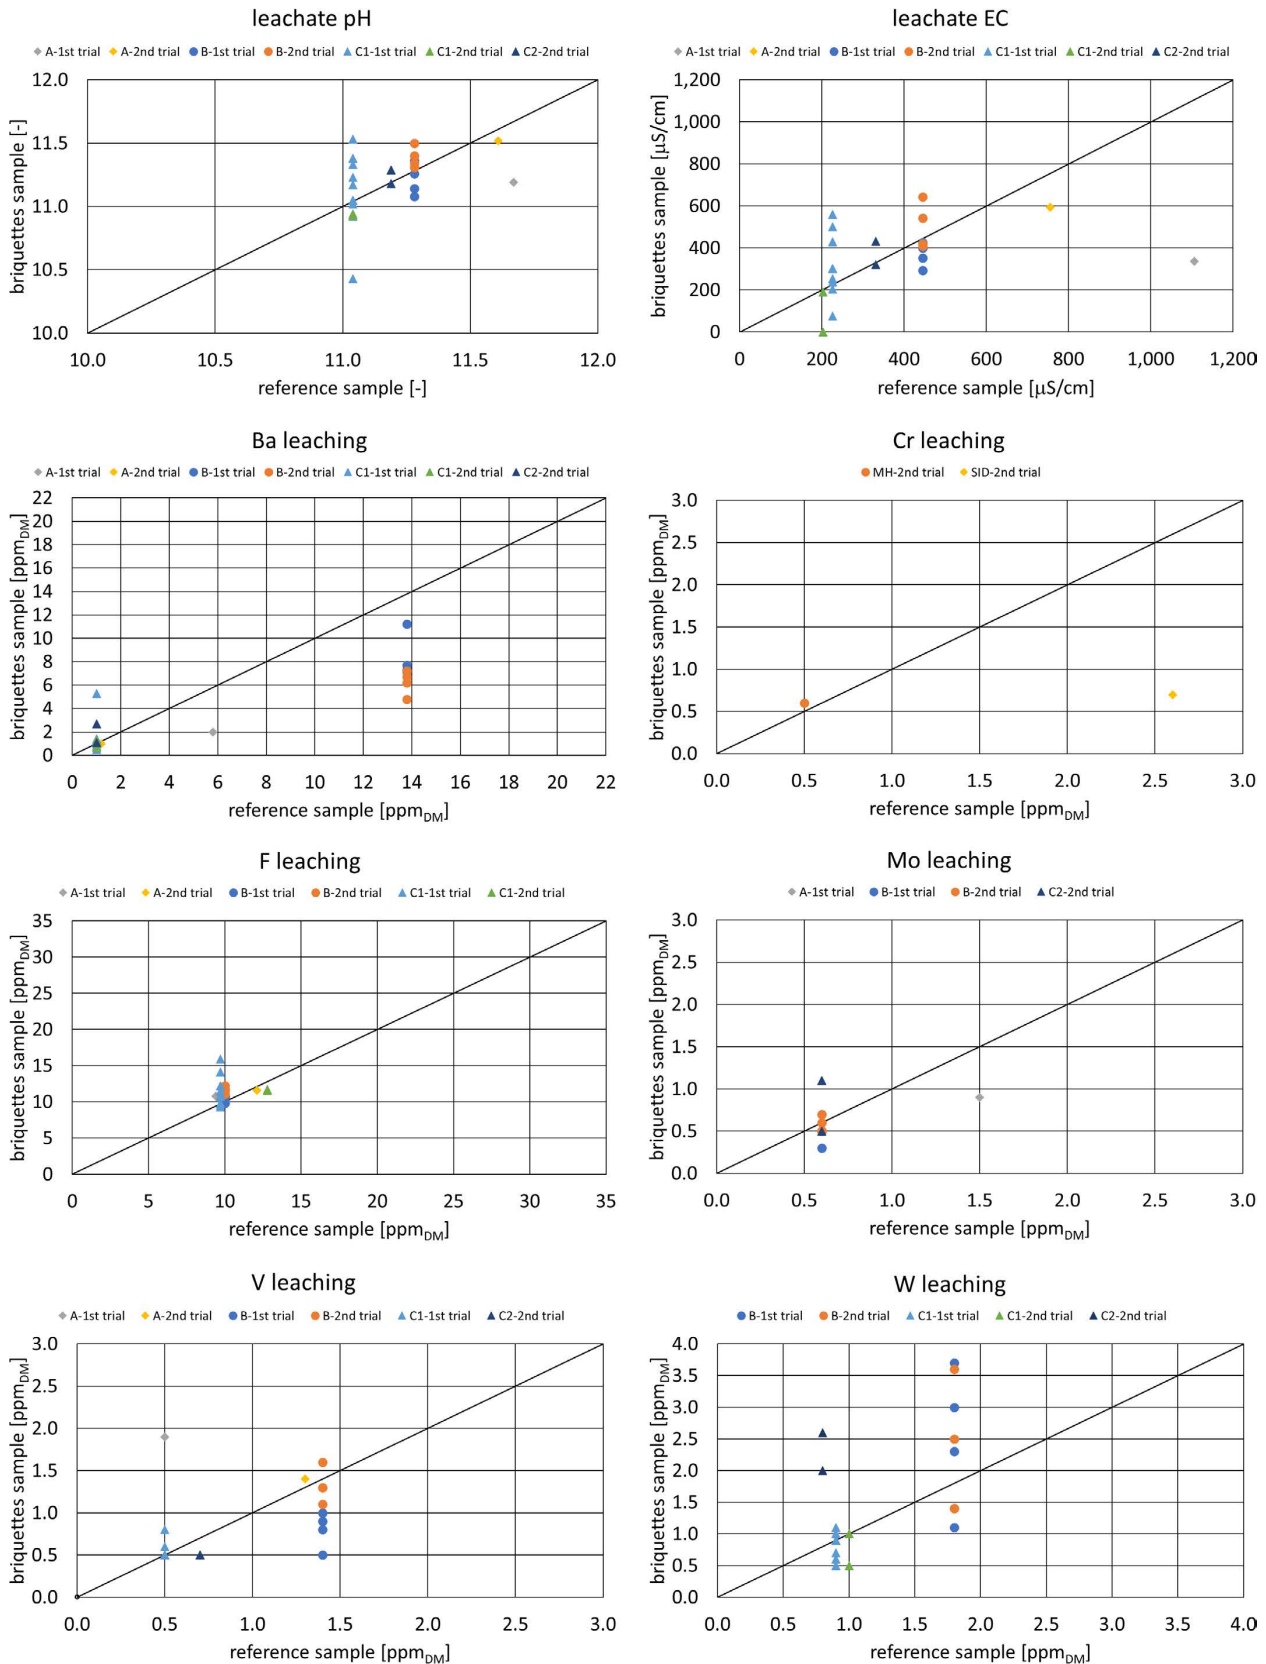 leachate pH
A-1st trial A-2nd trial B-1st trial B-2nd trial C1-1st trial C1-2nd trial C2-2nd trial
briquettes sample [-]
12.0
11.5
11.0
10.5
10.0
10.0 10.5 11.0 11.5 12.0
reference sample [-]
leachate EC
A-1st trial A-2nd trial B-1st trial B-2nd trial C1-1st trial C1-2nd trial C2-2nd trial
briquettes sample [µS/cm]
1,200
1,000
800
600
400
200
0
0 200 400 600 800 1,000 1,200
reference sample [µS/cm]
Ba leaching
A-1st trial A-2nd trial B-1st trial B-2nd trial C1-1st trial C1-2nd trial C2-2nd trial
briquettes sample [ppmDM]
22
20
18
16
14
12
10
8
6
4
2
0
0 2 4 6 8 10 12 14 16 18 20 22
reference sample [ppmDM]
Cr leaching
MH-2nd trial SID-2nd trial
briquettes sample [ppmDM]
3.0
2.5
2.0
1.5
1.0
0.5
0.0
0.0 0.5 1.0 1.5 2.0 2.5 3.0
reference sample [ppmDM]
F leaching
A-1st trial A-2nd trial B-1st trial B-2nd trial C1-1st trial C1-2nd trial
briquettes sample [ppmDM]
35
30
25
20
15
10
5
0
0 5 10 15 20 25 30 35
reference sample [ppmDM]
Mo leaching
A-1st trial B-1st trial B-2nd trial C2-2nd trial
briquettes sample [ppmDM]
3.0
2.5
2.0
1.5
1.0
0.5
0.0
0.0 0.5 1.0 1.5 2.0 2.5 3.0
reference sample [ppmDM]
V leaching
A-1st trial A-2nd trial B-1st trial B-2nd trial C1-1st trial C2-2nd trial
briquettes sample [ppmDM]
3.0
2.5
2.0
1.5
1.0
0.5
0.0
0.0 0.5 1.0 1.5 2.0 2.5 3.0
reference sample [ppmDM]
W leaching
B-1st trial B-2nd trial C1-1st trial C1-2nd trial C2-2nd trial
briquettes sample [ppmDM]
4.0
3.5
3.0
2.5
2.0
1.5
1.0
0.5
0.0
0.0 0.5 1.0 1.5 2.0 2.5 3.0 3.5 4.0
reference sample [ppmDM]